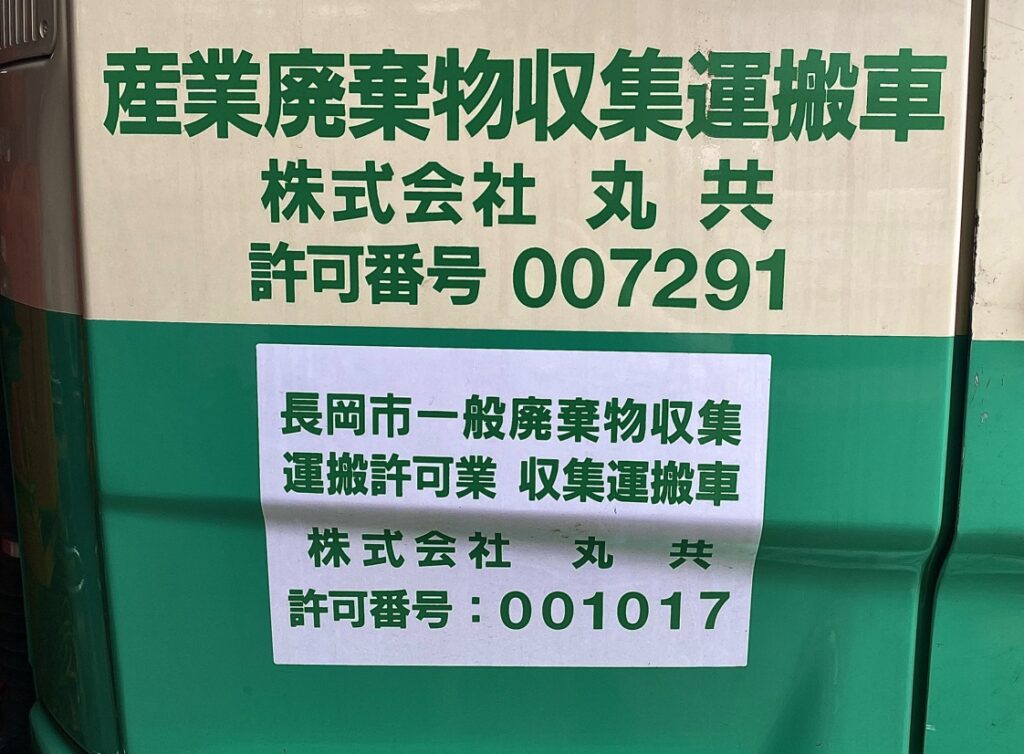 産業廃棄物収集運搬車
株式会社 丸共
許可番号 007291
長岡市一般廃棄物収集
運搬許可業 収集運搬車
株式会社 丸共
許可番号：001017